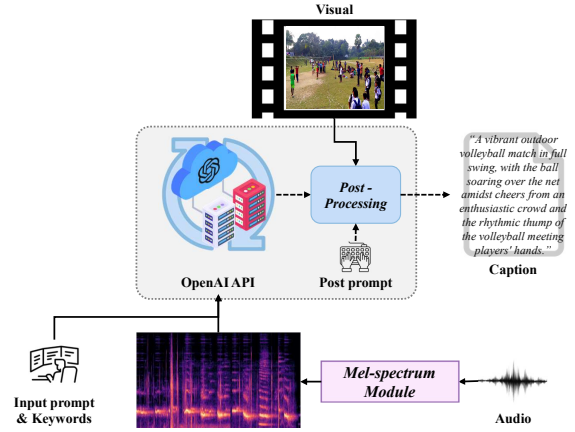 Visual
Post -
Processing
OpenAI API
Post prompt
“A vibrant outdoor
volleyball match in full
swing, with the ball
soaring over the net
amidst cheers from an
enthusiastic crowd and
the rhythmic thump of
the volleyball meeting
players' hands.”
Caption
Input prompt
& Keywords
Mel-spectrum
Module
Audio